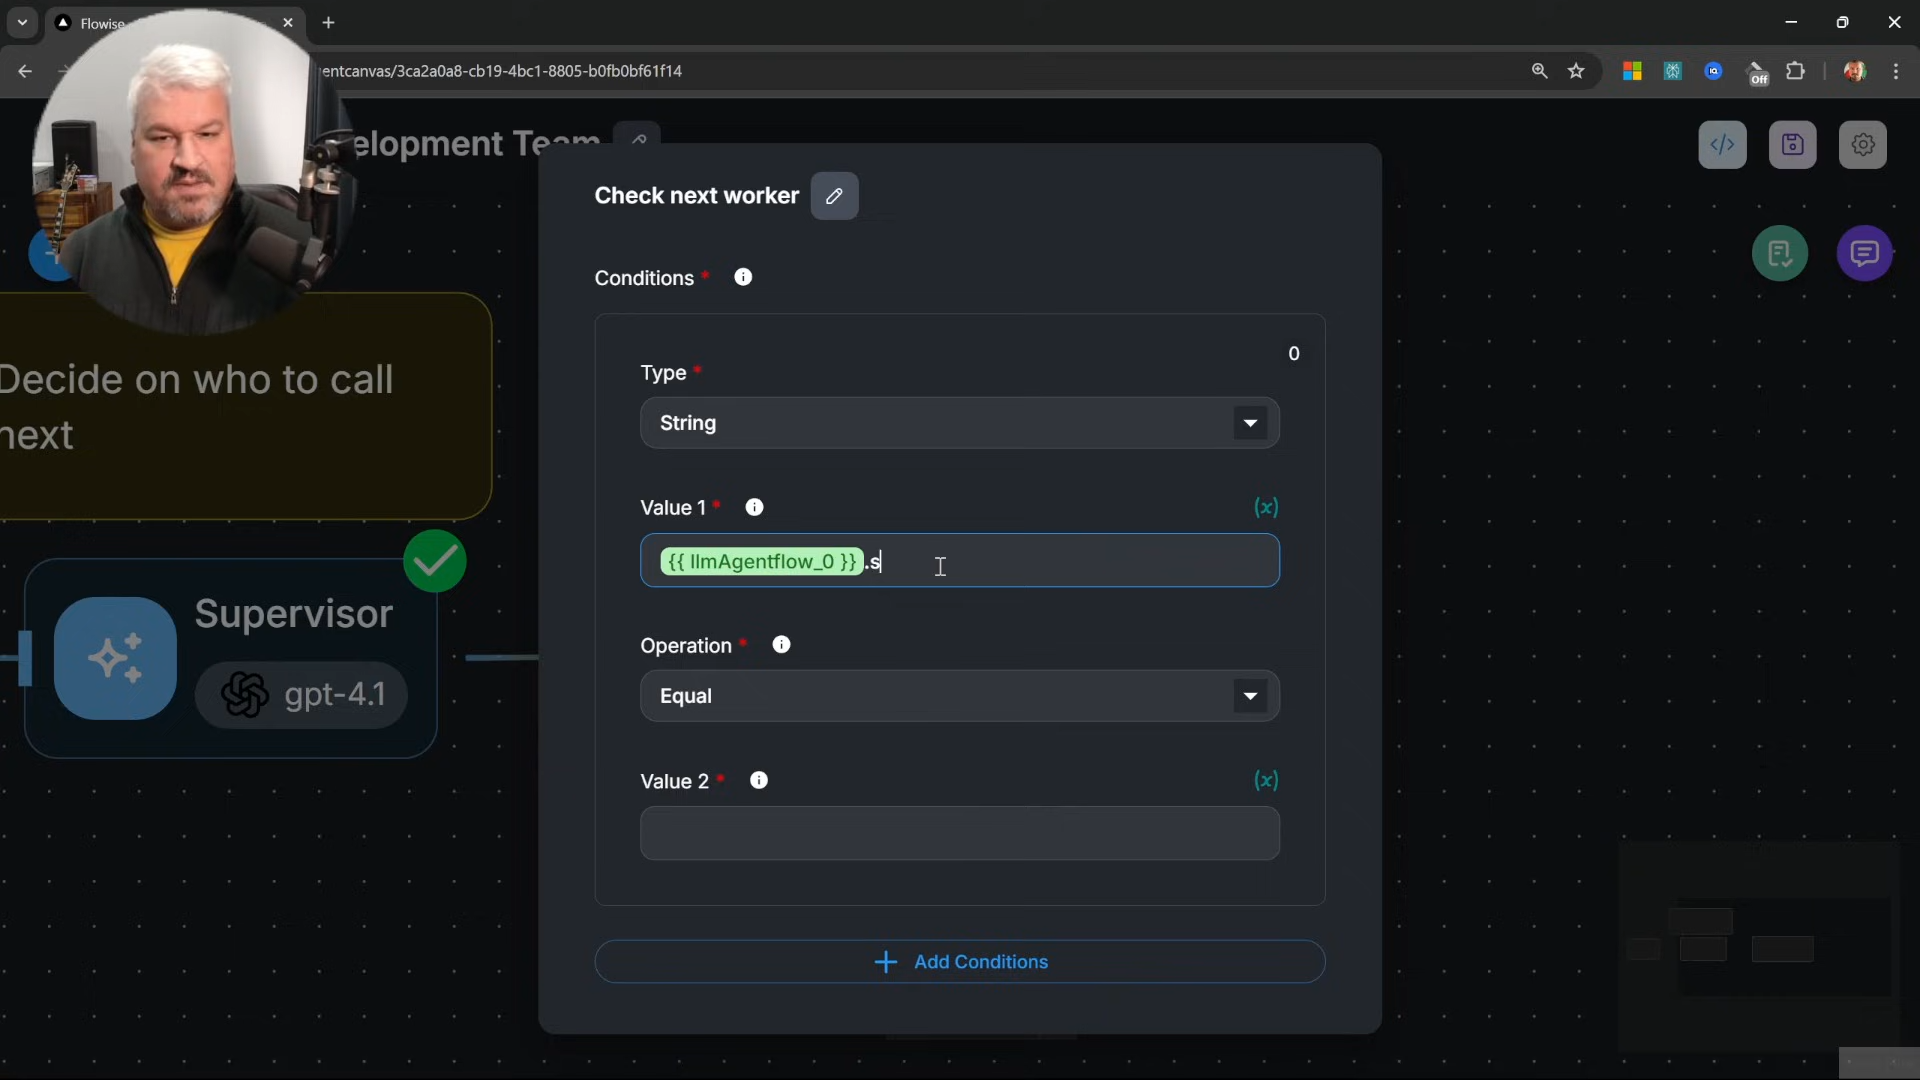 Flowise
entcanvas/3ca2a0a8-cb19-4bc1-8805-b0fb0bf61f14
Off
elopment Team
Check next worker
Conditions *
0
Type *
String
Value 1 *
(x)
{{ llmAgentflow_0 }}.s
Operation *
Equal
Value 2 *
(x)
Add Conditions
Decide on who to call
next
Supervisor
gpt-4.1